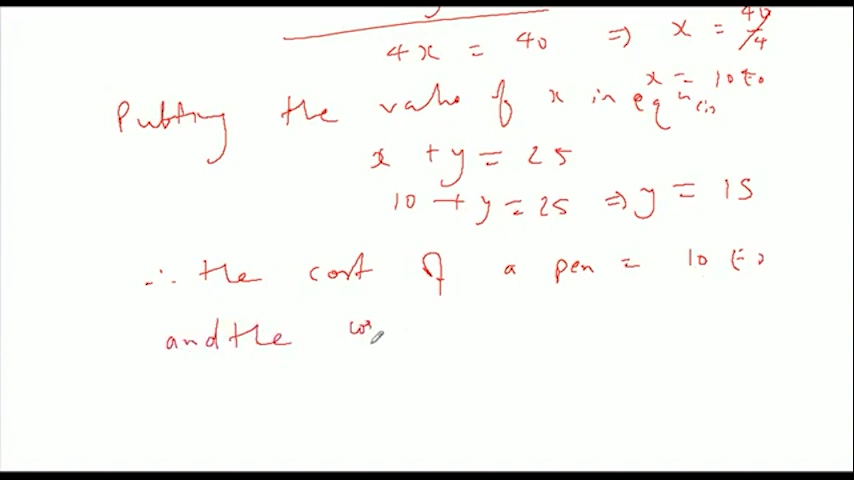 4x = 40 ⇒ x = 40/4
x = 10
Putting the value of x in eqⁿ (i)
x + y = 25
10 + y = 25 ⇒ y = 15
∴ the cost of a pen = 10
and the cos